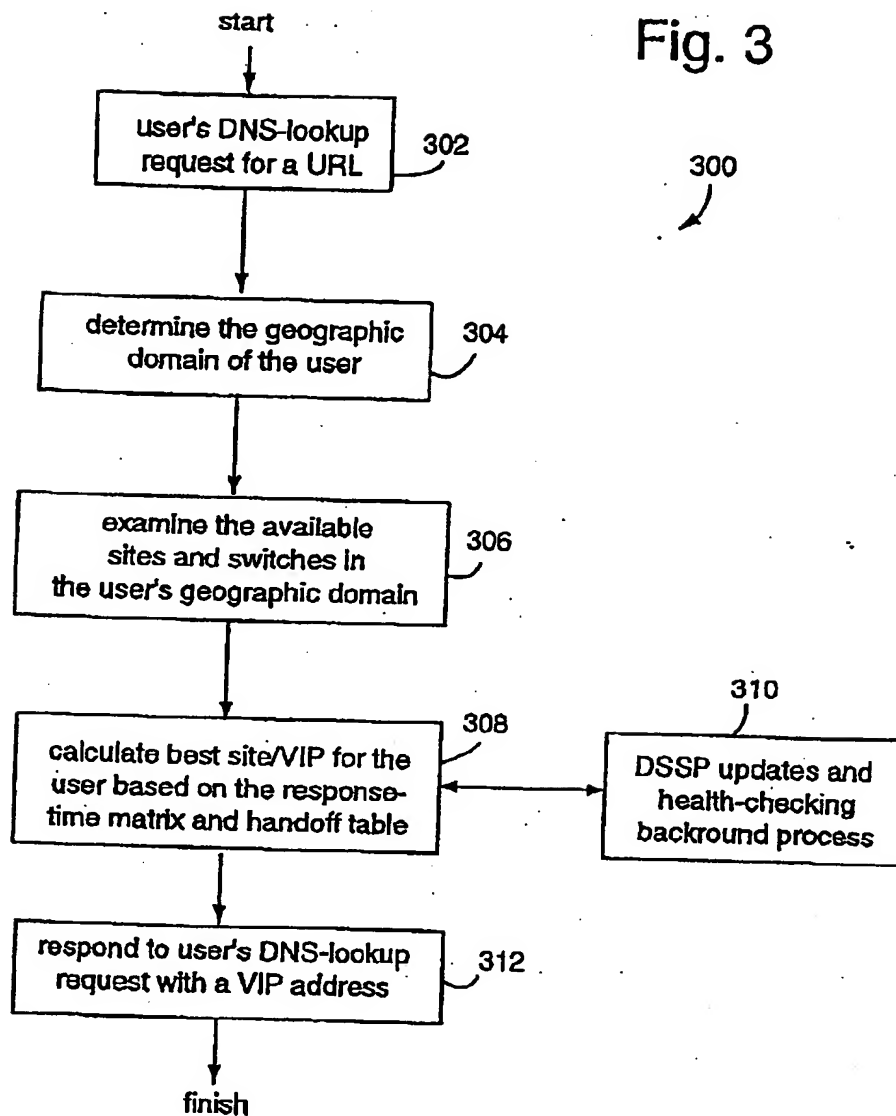 Fig. 3
start
user's DNS-lookup
request for a URL
302
300
determine the geographic
domain of the user
304
examine the available
sites and switches in
the user's geographic domain
306
calculate best site/VIP for the
user based on the response-
time matrix and handoff table
308
310
DSSP updates and
health-checking
backround process
respond to user's DNS-lookup
request with a VIP address
312
finish